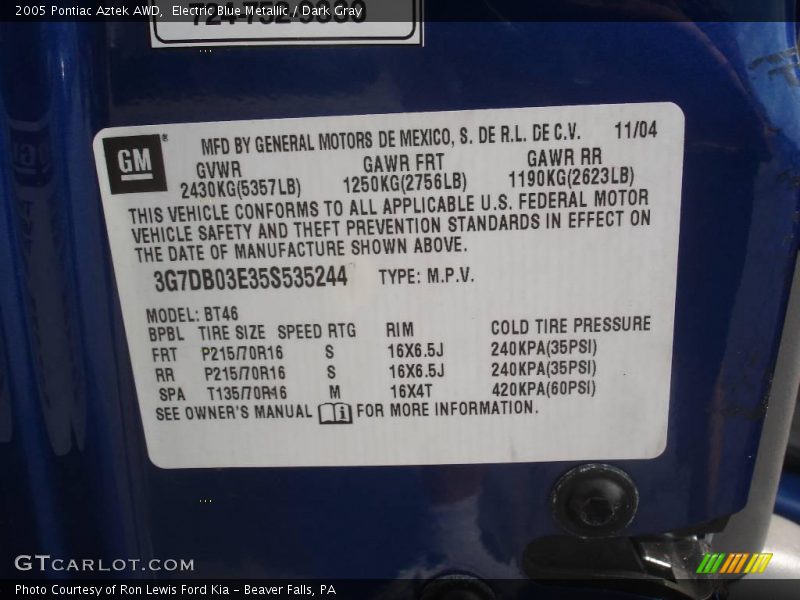 2005 Pontiac Aztek AWD, Electric Blue Metallic / Dark Gray
GM®
MFD BY GENERAL MOTORS DE MEXICO, S. DE R.L. DE C.V. 11/04
GVWR GAWR FRT GAWR RR
2430KG(5357LB) 1250KG(2756LB) 1190KG(2623LB)
THIS VEHICLE CONFORMS TO ALL APPLICABLE U.S. FEDERAL MOTOR
VEHICLE SAFETY AND THEFT PREVENTION STANDARDS IN EFFECT ON
THE DATE OF MANUFACTURE SHOWN ABOVE.
3G7DB03E35S535244 TYPE: M.P.V.
MODEL: BT46
BPBL TIRE SIZE SPEED RTG RIM COLD TIRE PRESSURE
FRT P215/70R16 S 16X6.5J 240KPA(35PSI)
RR P215/70R16 S 16X6.5J 240KPA(35PSI)
SPA T135/70R16 M 16X4T 420KPA(60PSI)
SEE OWNER'S MANUAL i FOR MORE INFORMATION.
GTCARLOT.COM
Photo Courtesy of Ron Lewis Ford Kia - Beaver Falls, PA